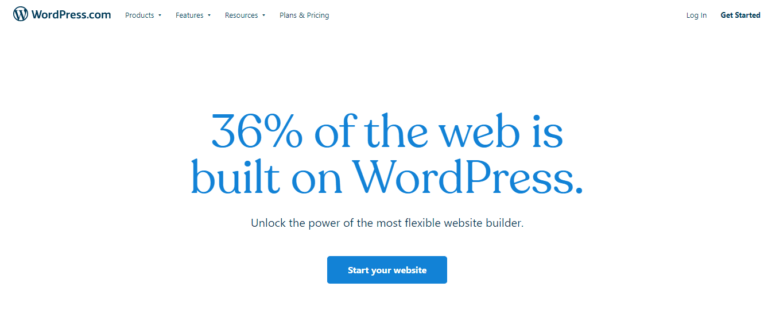 WordPress.com Products Features Resources Plans & Pricing Log In Get Started
36% of the web is
built on WordPress.
Unlock the power of the most flexible website builder.
Start your website